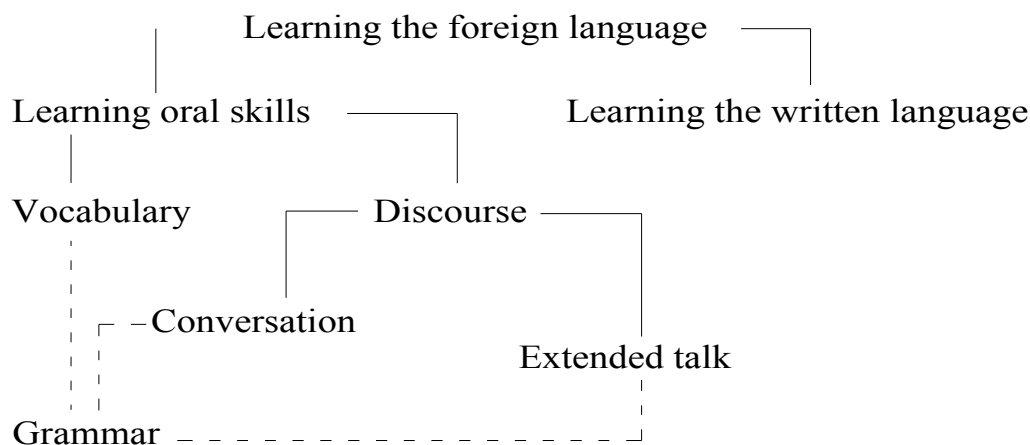 Learning the foreign language
Learning oral skills
Learning the written language
Vocabulary
Discourse
Conversation
Extended talk
Grammar